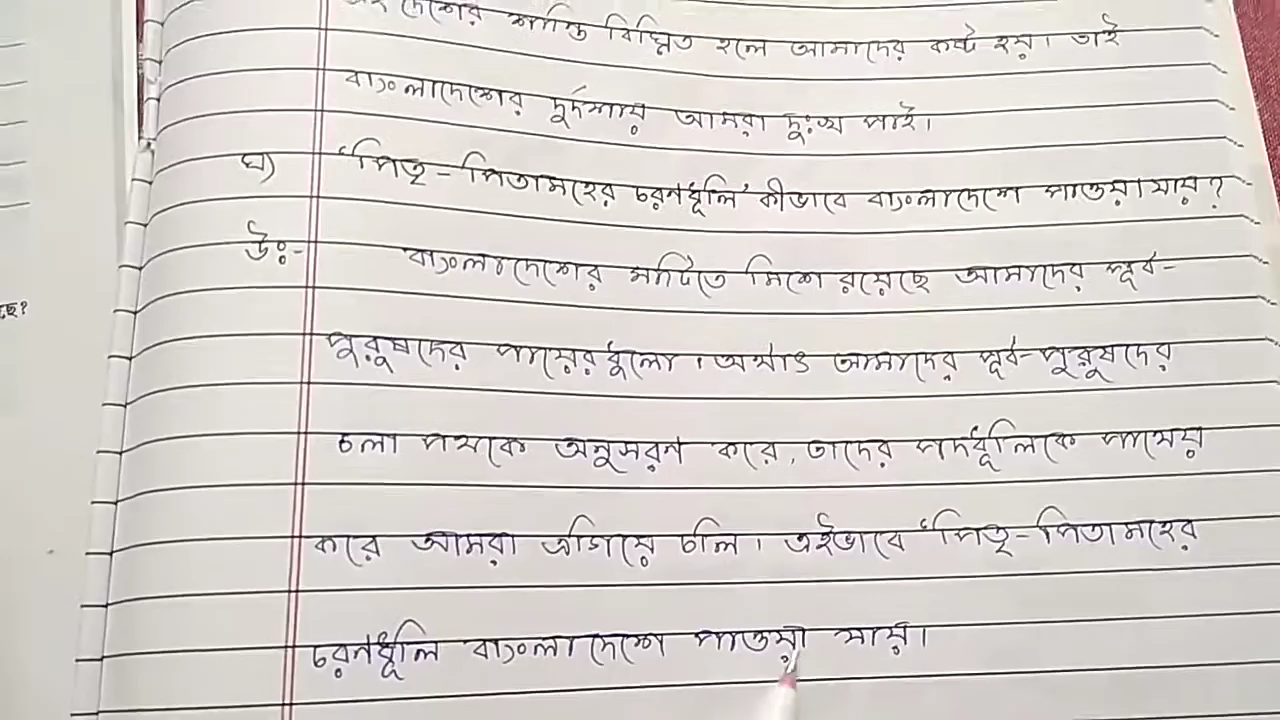 দেশের শান্তি বিঘ্নিত হলে আমাদের কষ্ট হয়। তাই
বাংলাদেশের দুর্দশায় আমরা দুঃখ পাই।
ঘ) 'পিতৃ-পিতামহের চরনধূলি' কীভাবে বাংলাদেশে পাওয়া যায়?
উঃ- বাংলাদেশের মাটিতে মিশে রয়েছে আমাদের পূর্ব-
পুরুষদের পায়ের ধুলো। অর্থাৎ আমাদের পূর্ব-পুরুষদের
চলা পথকে অনুসরন করে, তাদের পদধূলিকে পাথেয়
করে আমরা এগিয়ে চলি। এইভাবে 'পিতৃ-পিতামহের
চরনধূলি বাংলাদেশে পাওয়া যায়।
ছে?